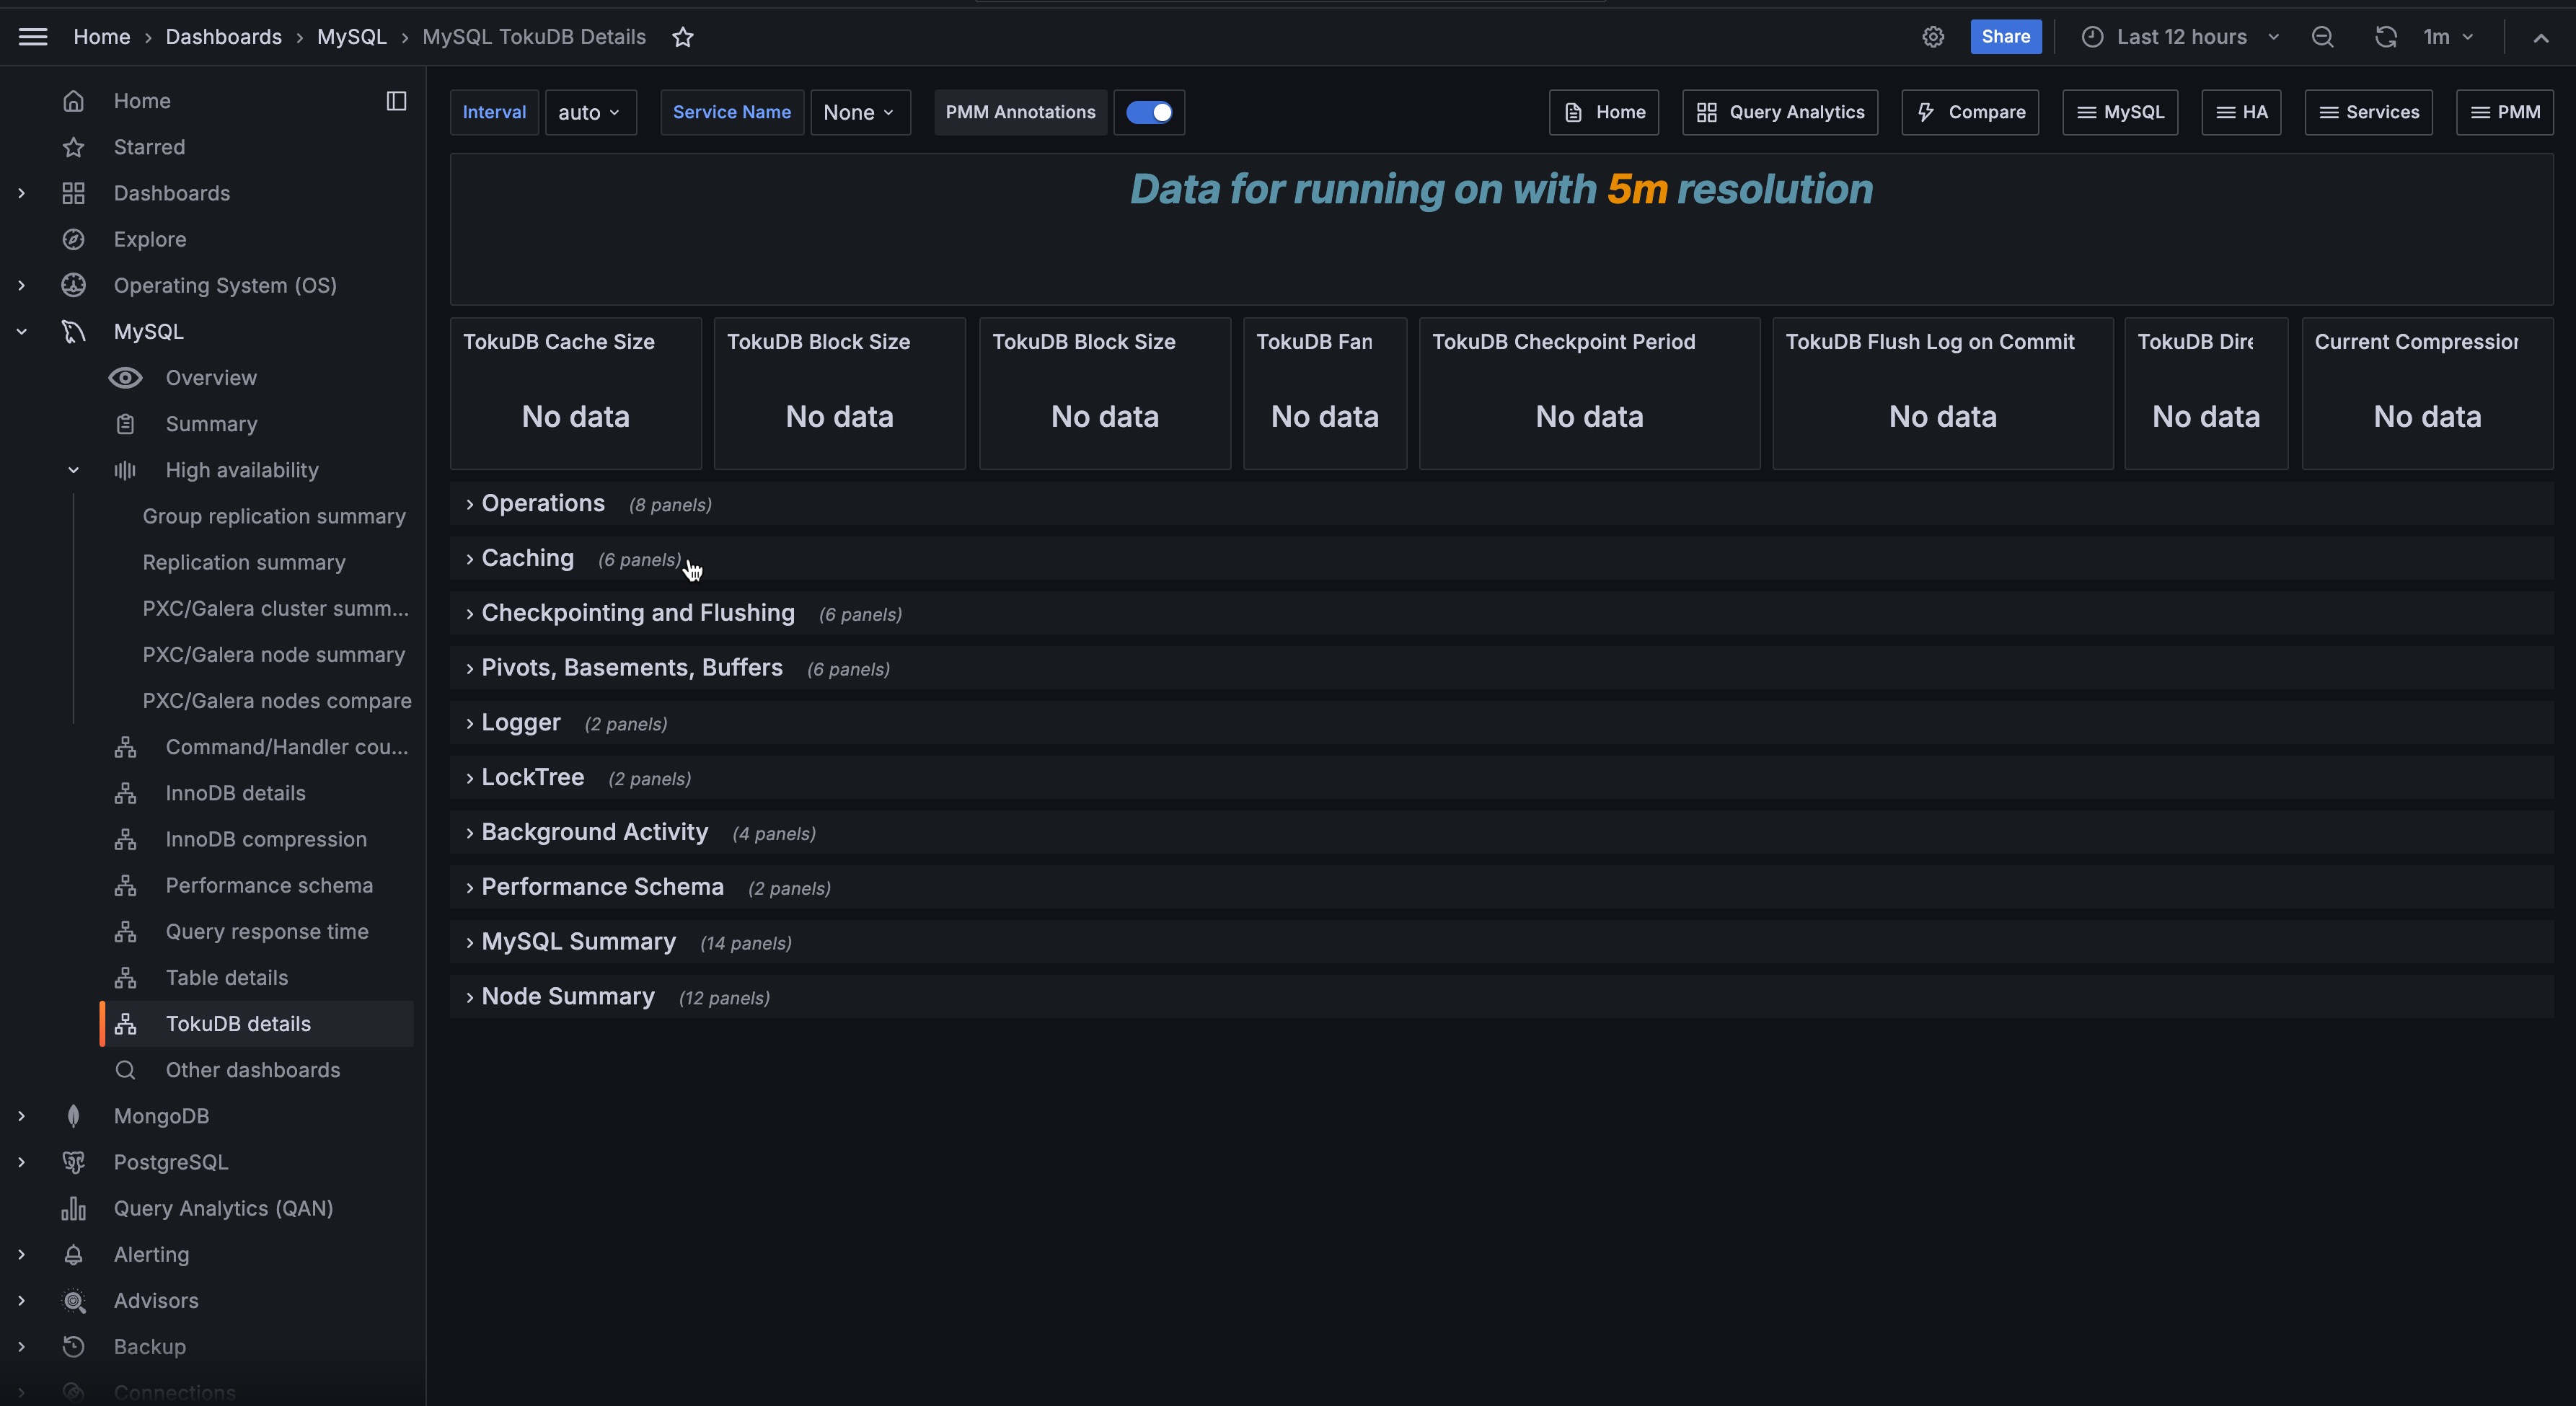 Home › Dashboards › MySQL › MySQL TokuDB Details
Share
Last 12 hours
1m
Home
Starred
Dashboards
Explore
Operating System (OS)
MySQL
Overview
Summary
High availability
Group replication summary
Replication summary
PXC/Galera cluster summ...
PXC/Galera node summary
PXC/Galera nodes compare
Command/Handler cou...
InnoDB details
InnoDB compression
Performance schema
Query response time
Table details
TokuDB details
Other dashboards
MongoDB
PostgreSQL
Query Analytics (QAN)
Alerting
Advisors
Backup
Connections
Interval auto Service Name None PMM Annotations
Home Query Analytics Compare MySQL HA Services PMM
Data for running on with 5m resolution
TokuDB Cache Size
No data
TokuDB Block Size
No data
TokuDB Block Size
No data
TokuDB Fan
No data
TokuDB Checkpoint Period
No data
TokuDB Flush Log on Commit
No data
TokuDB Dire
No data
Current Compression
No data
Operations (8 panels)
Caching (6 panels)
Checkpointing and Flushing (6 panels)
Pivots, Basements, Buffers (6 panels)
Logger (2 panels)
LockTree (2 panels)
Background Activity (4 panels)
Performance Schema (2 panels)
MySQL Summary (14 panels)
Node Summary (12 panels)